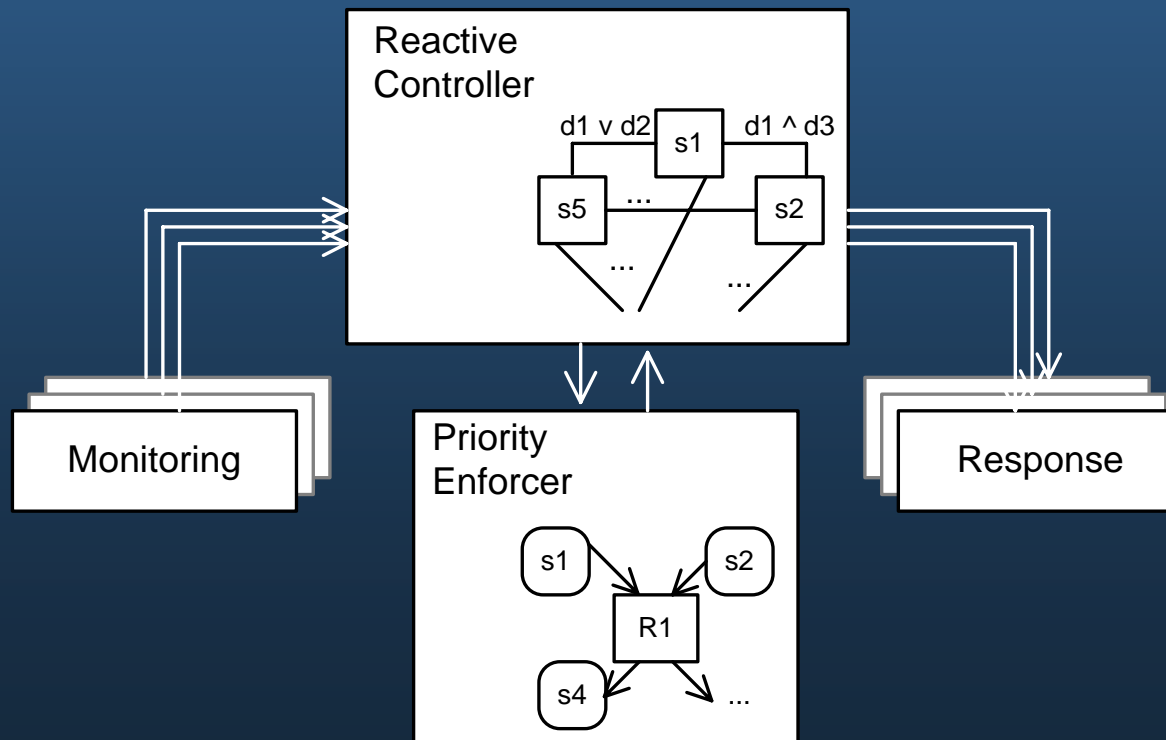 Reactive
Controller
d1 v d2
s1
d1 ^ d3
s5
...
s2
...
...
Monitoring
Priority
Enforcer
Response
s1
s2
R1
s4
...